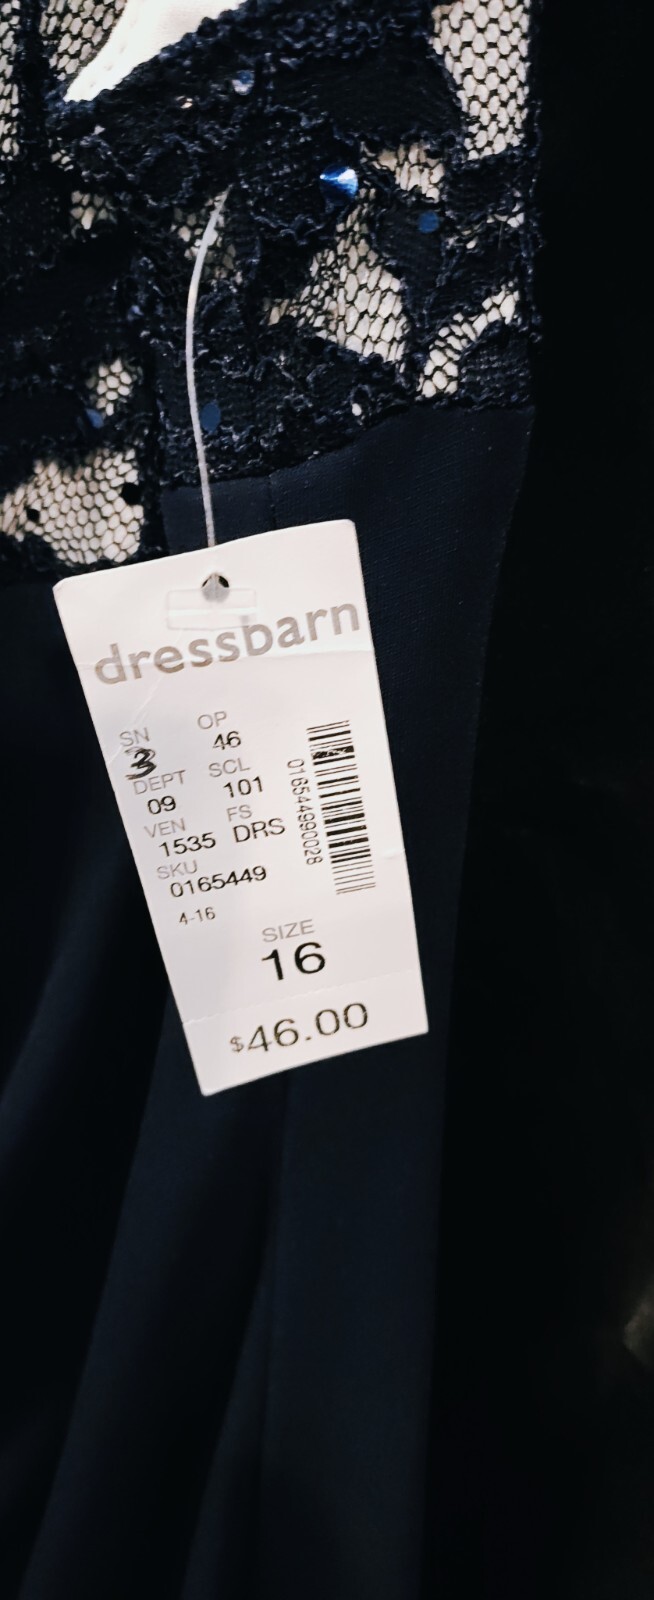 dressbarn
SN OP
3 46
DEPT SCL
09 101
VEN FS
1535 DRS
SKU
0165449
4-16
016544990028
SIZE
16
$46.00